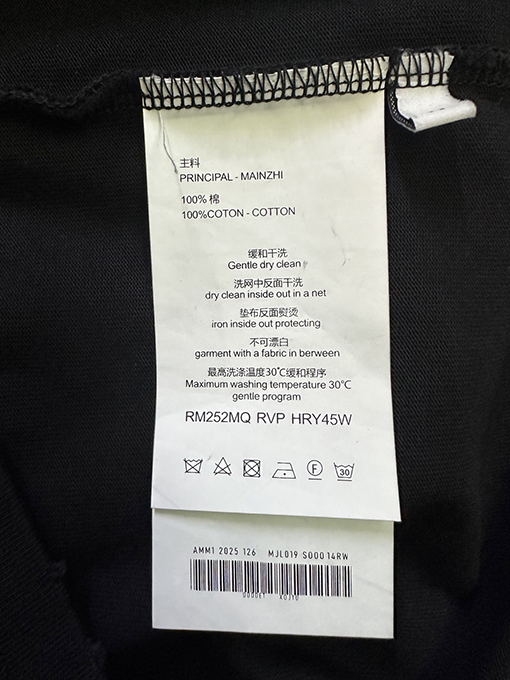 主料
PRINCIPAL - MAINZHI
100% 棉
100%COTON - COTTON
缓和干洗
Gentle dry clean
洗网中反面干洗
dry clean inside out in a net
垫布反面熨烫
iron inside out protecting
不可漂白
garment with a fabric in berween
最高洗涤温度30℃缓和程序
Maximum washing temperature 30℃
gentle program
RM252MQ RVP HRY45W
F
30
AMM1 2025 126 MJL019 S000 14RW